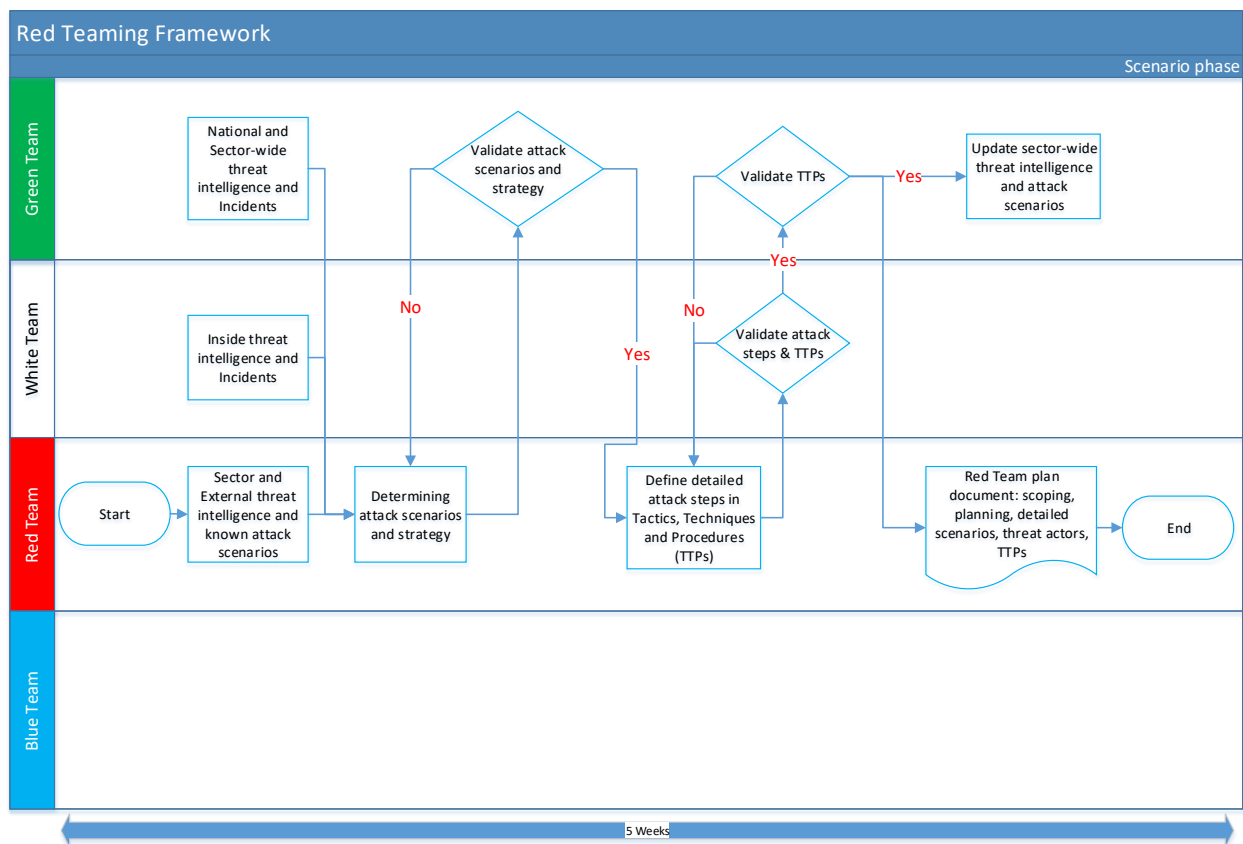 Red Teaming Framework
Scenario phase
Green Team
National and
Sector-wide
threat
intelligence and
Incidents
Validate attack
scenarios and
strategy
Validate TTPs
Yes
Update sector-wide
threat intelligence
and attack
scenarios
No
Yes
No
Yes
White Team
Inside threat
intelligence and
Incidents
Validate attack
steps & TTPs
Red Team
Start
Sector and
External threat
intelligence and
known attack
scenarios
Determining
attack scenarios
and strategy
Define detailed
attack steps in
Tactics, Techniques
and Procedures
(TTPs)
Red Team plan
document: scoping,
planning, detailed
scenarios, threat actors,
TTPs
End
Blue Team
5 Weeks